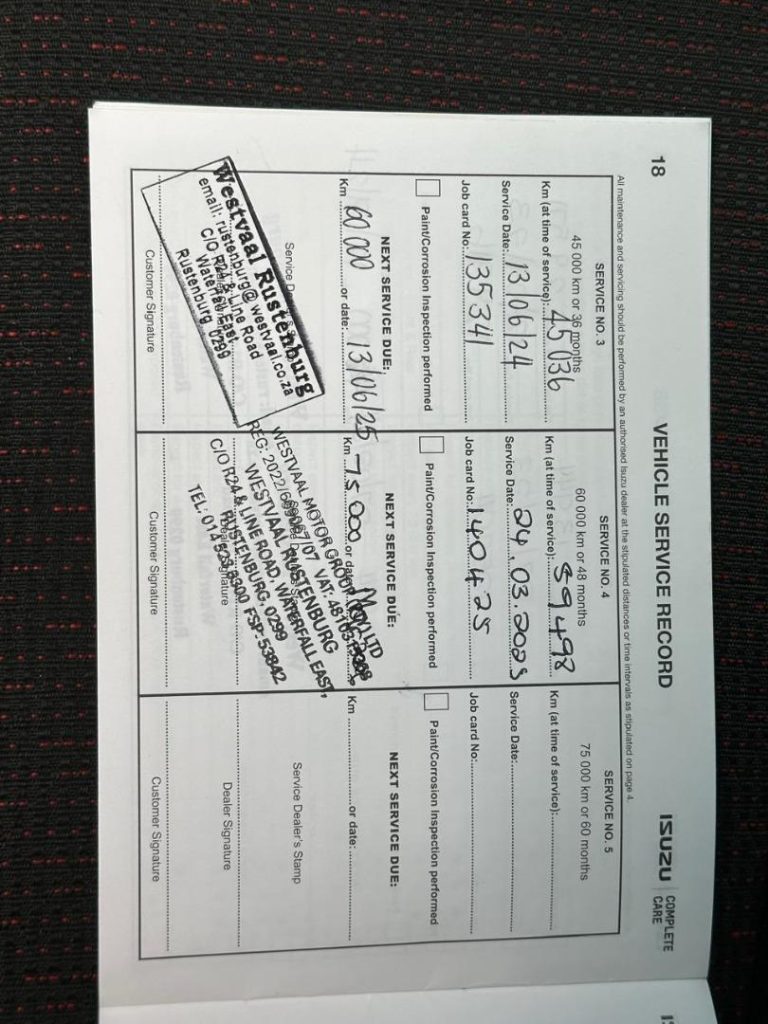 18
VEHICLE SERVICE RECORD
ISUZU COMPLETE CARE
All maintenance and servicing should be performed by an authorised Isuzu dealer at the stipulated distances or time intervals as stipulated on page 4.
SERVICE NO. 3
45 000 km or 36 months
Km (at time of service): 45 036
Service Date: 13/06/24
Job card No: 135341
Paint/Corrosion Inspection performed
NEXT SERVICE DUE:
Km 60 000 or date: 13/06/25
Westvaal Rustenburg
email: rustenburg@westvaal.co.za
C/O R24 & Line Road
Waterfall East
Rustenburg 0299
Customer Signature
SERVICE NO. 4
60 000 km or 48 months
Km (at time of service): 59498
Service Date: 24.03.2025
Job card No: 140425
Paint/Corrosion Inspection performed
NEXT SERVICE DUE:
Km 75 000 or date:
WESTVAAL MOTOR GROUP LTD
WESTVAAL RUSTENBURG
C/O R24 & LINE ROAD, WATERFALL EAST,
RUSTENBURG, 0299
FSP: 53842
Customer Signature
SERVICE NO. 5
75 000 km or 60 months
Km (at time of service):
Service Date:
Job card No:
Paint/Corrosion Inspection performed
NEXT SERVICE DUE:
Km or date:
Service Dealer's Stamp
Dealer Signature
Customer Signature